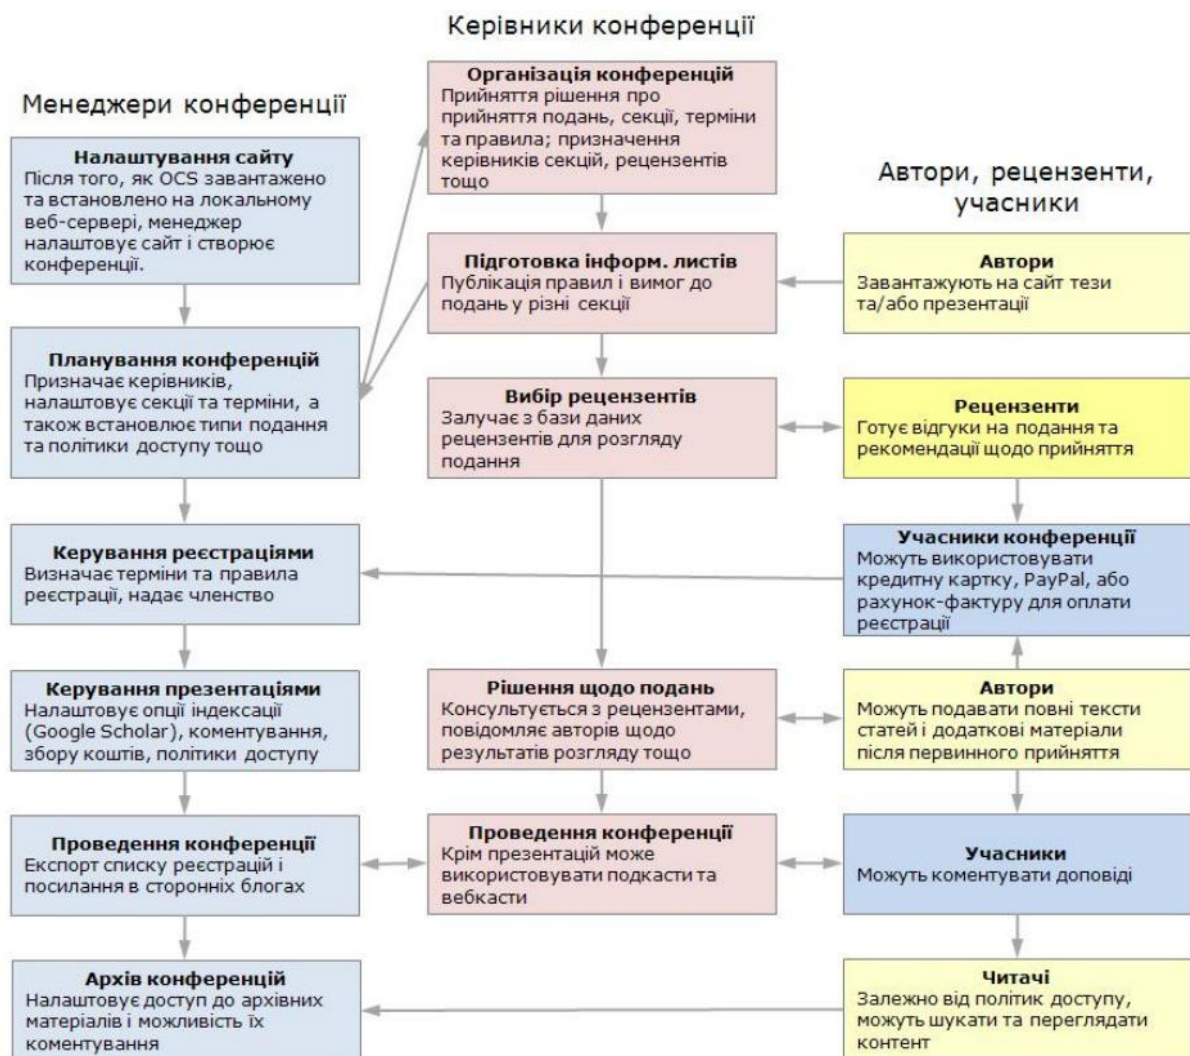 Керівники конференції
Менеджери конференції
Автори, рецензенти,
учасники
Налаштування сайту
Після того, як OCS завантажено
та встановлено на локальному
веб-сервері, менеджер
налаштовує сайт і створює
конференції.
Планування конференцій
Призначає керівників,
налаштовує секції та терміни, а
також встановлює типи подання
та політики доступу тощо
Керування реєстраціями
Визначає терміни та правила
реєстрації, надає членство
Керування презентаціями
Налаштовує опції індексації
(Google Scholar), коментування,
збору коштів, політики доступу
Проведення конференції
Експорт списку реєстрацій і
посилання в сторонніх блогах
Архів конференцій
Налаштовує доступ до архівних
матеріалів і можливість їх
коментування
Організація конференцій
Прийняття рішення про
прийняття подань, секції, терміни
та правила; призначення
керівників секцій, рецензентів
тощо
Підготовка інформ. листів
Публікація правил і вимог до
подань у різні секції
Вибір рецензентів
Залучає з бази даних
рецензентів для розгляду
подання
Рішення щодо подань
Консультується з рецензентами,
повідомляє авторів щодо
результатів розгляду тощо
Проведення конференції
Крім презентацій може
використовувати подкасти та
вебкасти
Автори
Завантажують на сайт тези
та/або презентації
Рецензенти
Готує відгуки на подання та
рекомендації щодо прийняття
Учасники конференції
Можуть використовувати
кредитну картку, PayPal, або
рахунок-фактуру для оплати
реєстрації
Автори
Можуть подавати повні тексти
статей і додаткові матеріали
після первинного прийняття
Учасники
Можуть коментувати доповіді
Читачі
Залежно від політик доступу,
можуть шукати та переглядати
контент